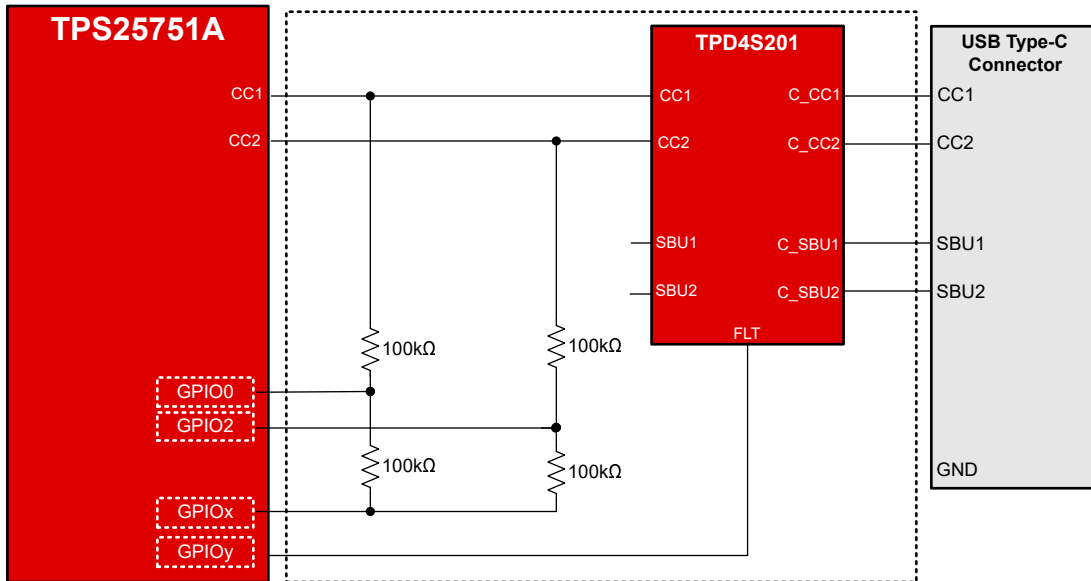 TPS25751A
CC1
CC2
GPIO0
GPIO2
GPIOx
GPIOy
100kΩ
100kΩ
100kΩ
100kΩ
TPD4S201
CC1
C_CC1
CC2
C_CC2
SBU1
C_SBU1
SBU2
C_SBU2
FLT
USB Type-C
Connector
CC1
CC2
SBU1
SBU2
GND